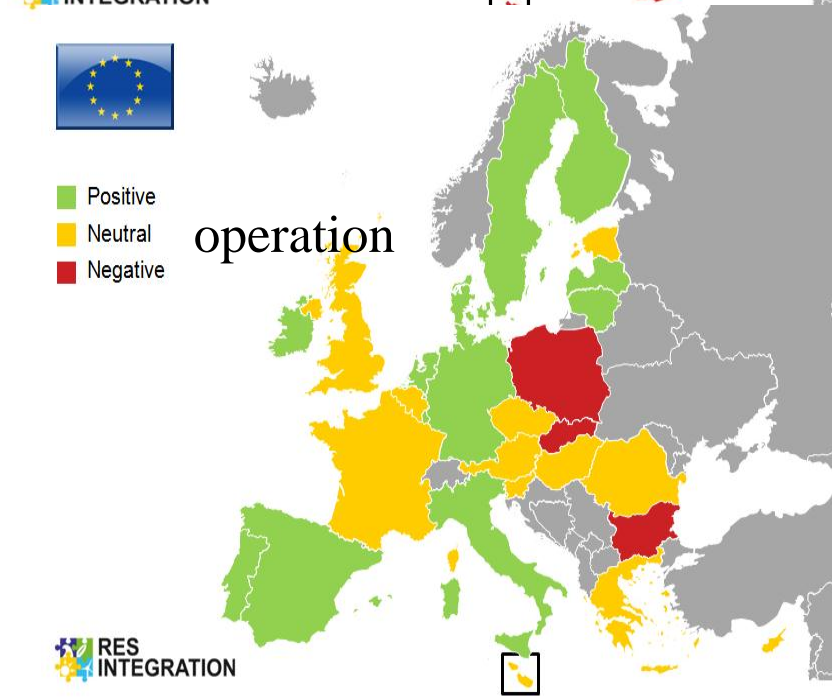 INTEGRATION
Positive
Neutral
Negative
operation
RES
INTEGRATION